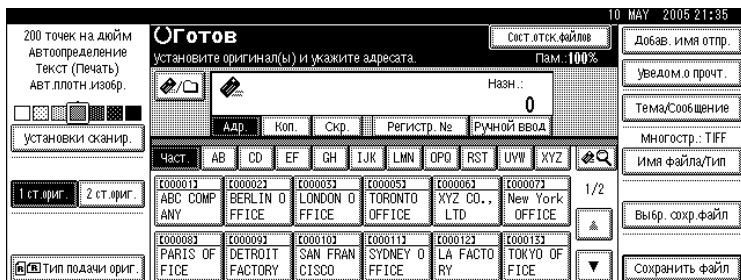 10 MAY 2005 21:35
200 точек на дюйм
Автоопределение
Текст (Печать)
Авт.плотн.изобр.
Установки сканир.
1 ст.ориг. 2 ст.ориг.
Тип подачи ориг.
Готов
Сост.отск.файлов
Установите оригинал(ы) и укажите адресата.
Пам.:100%
Назн.:
0
Адр. Коп. Скр. Регистр. № Ручной ввод
Част. AB CD EF GH IJK LMN OPQ RST UVW XYZ
[00001] [00002] [00003] [00005] [00006] [00007]
ABC COMP BERLIN O LONDON O TORONTO XYZ CO., New York
ANY FFICE FFICE OFFICE LTD OFFICE
1/2
[00008] [00009] [00010] [00011] [00012] [00013]
PARIS OF DETROIT SAN FRAN SYDNEY O LA FACTO TOKYO OF
FICE FACTORY CISCO FFICE RY FICE
Добав. имя отпр.
Уведом.о прочт.
Тема/Сообщение
Многостр.: TIFF
Имя файла/Тип
Выбр. сохр.файл
Сохранить файл